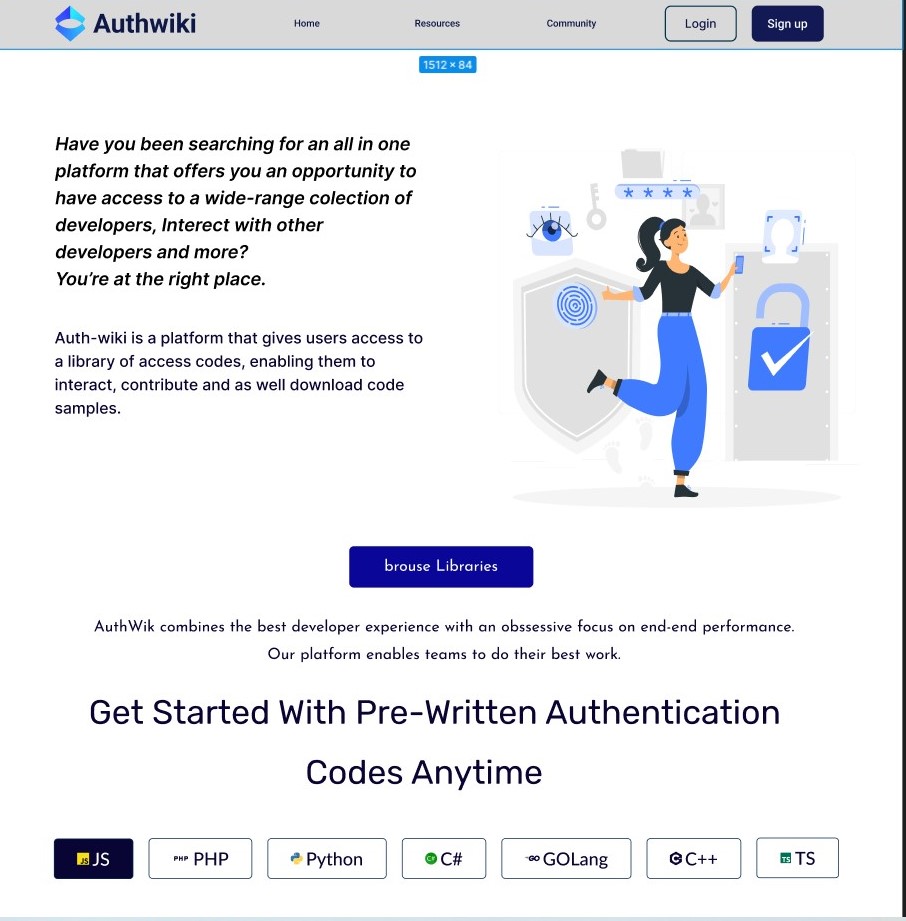 Authwiki
Home
Resources
Community
Login
Sign up
1512 × 84
Have you been searching for an all in one
platform that offers you an opportunity to
have access to a wide-range colection of
developers, Interect with other
developers and more?
You're at the right place.
Auth-wiki is a platform that gives users access to
a library of access codes, enabling them to
interact, contribute and as well download code
samples.
* * * *
brouse Libraries
AuthWik combines the best developer experience with an obssessive focus on end-end performance.
Our platform enables teams to do their best work.
Get Started With Pre-Written Authentication
Codes Anytime
JS JS
PHP PHP
Python
C# C#
GO GOLang
C++
TS TS